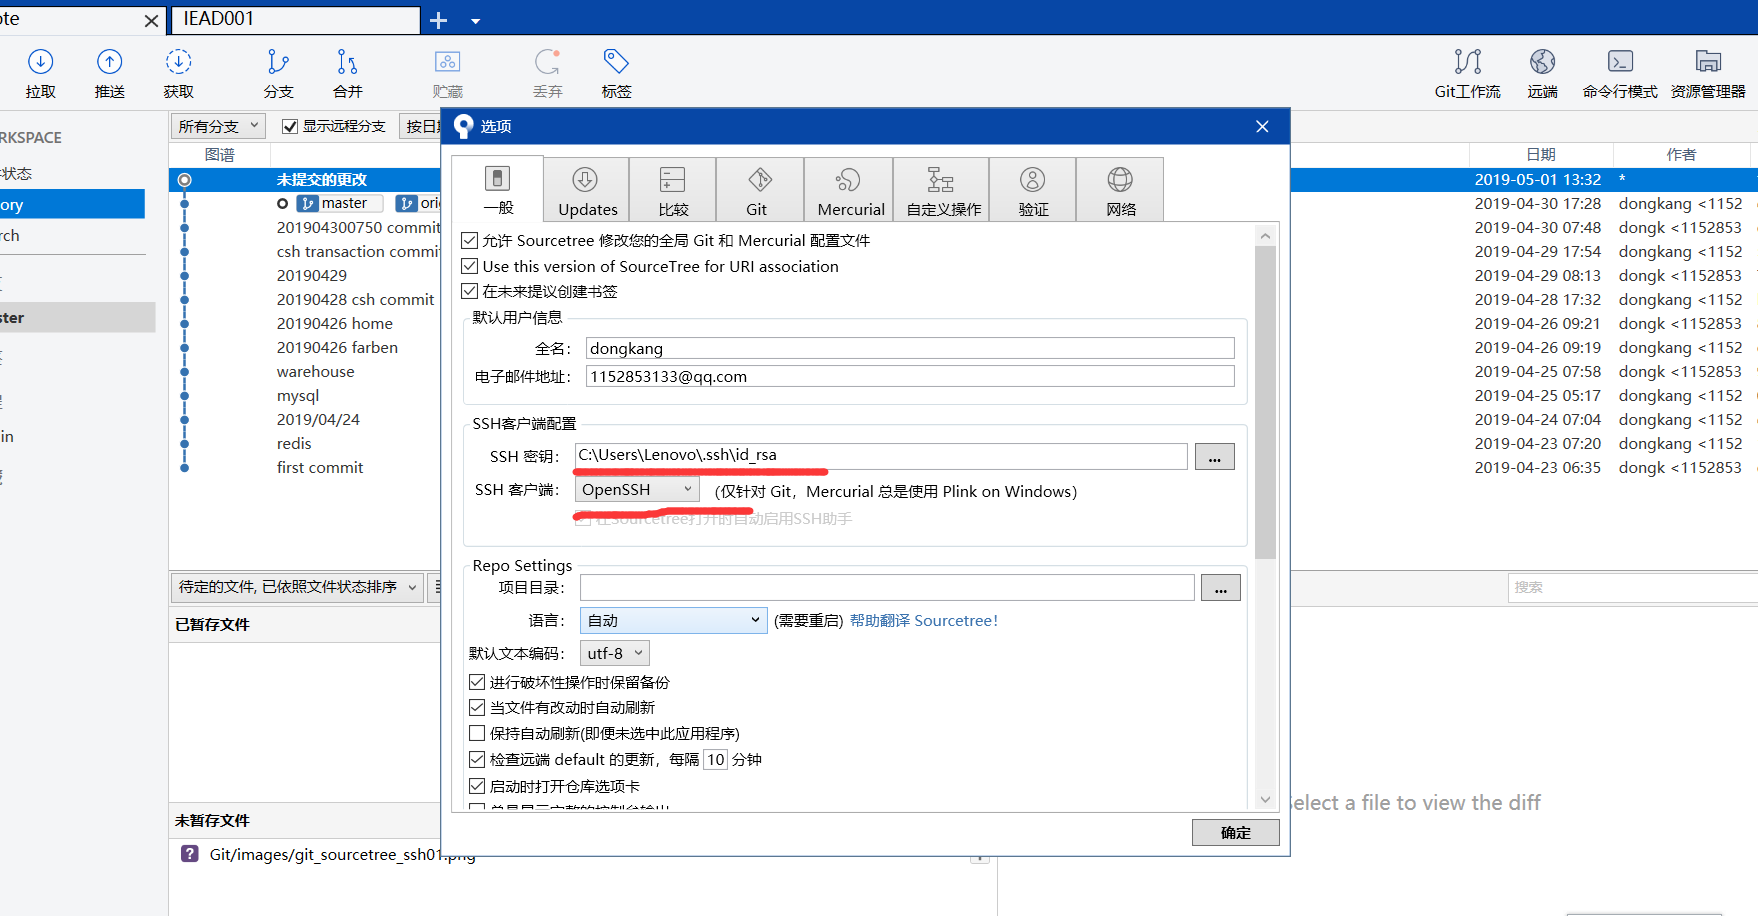 ote
IEAD001
拉取
推送
获取
分支
合并
贮藏
丢弃
标签
Git工作流
远端
命令行模式
资源管理器
RKSPACE
状态
ory
rch
ster
in
所有分支
显示远程分支
按日
图谱
日期
作者
未提交的更改
2019-05-01 13:32 *
master
ori
2019-04-30 17:28 dongkang <1152
201904300750 commit
2019-04-30 07:48 dongk <1152853
csh transaction commi
2019-04-29 17:54 dongkang <1152
20190429
2019-04-29 08:13 dongk <1152853
20190428 csh commit
2019-04-28 17:32 dongkang <1152
20190426 home
2019-04-26 09:21 dongk <1152853
20190426 farben
2019-04-26 09:19 dongkang <1152
warehouse
2019-04-25 07:58 dongk <1152853
mysql
2019-04-25 05:17 dongkang <1152
2019/04/24
2019-04-24 07:04 dongkang <1152
redis
2019-04-23 07:20 dongkang <1152
first commit
2019-04-23 06:35 dongk <1152853
选项
一般
Updates
比较
Git
Mercurial
自定义操作
验证
网络
允许 Sourcetree 修改您的全局 Git 和 Mercurial 配置文件
Use this version of SourceTree for URI association
在未来提议创建书签
默认用户信息
全名: dongkang
电子邮件地址: 1152853133@qq.com
SSH客户端配置
SSH 密钥: C:\Users\Lenovo\.ssh\id_rsa ...
SSH 客户端: OpenSSH (仅针对 Git，Mercurial 总是使用 Plink on Windows)
在Sourcetree打开时自动启用SSH助手
Repo Settings
项目目录: ...
语言: 自动 (需要重启) 帮助翻译 Sourcetree!
默认文本编码: utf-8
进行破坏性操作时保留备份
当文件有改动时自动刷新
保持自动刷新(即便未选中此应用程序)
检查远端 default 的更新，每隔 10 分钟
启动时打开仓库选项卡
确定
待定的文件, 已依照文件状态排序
搜索
已暂存文件
未暂存文件
Git/images/git_sourcetree_ssh01.png
elect a file to view the diff